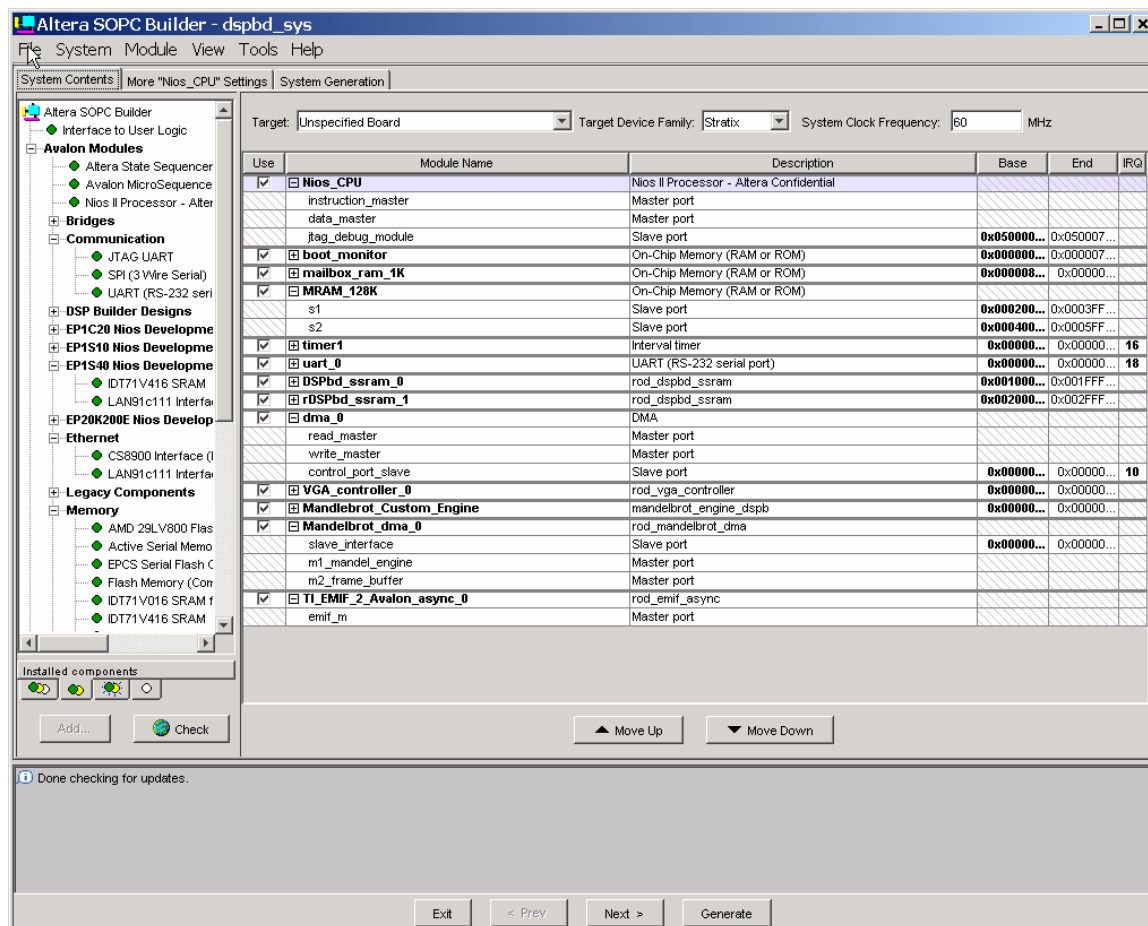 Altera SOPC Builder - dspbd_sys
File System Module View Tools Help
System Contents More "Nios_CPU" Settings System Generation
Altera SOPC Builder
Interface to User Logic
Avalon Modules
Altera State Sequencer
Avalon MicroSequence
Nios II Processor - Alter
Bridges
Communication
JTAG UART
SPI (3 Wire Serial)
UART (RS-232 seri
DSP Builder Designs
EP1C20 Nios Developme
EP1S10 Nios Developme
EP1S40 Nios Developme
IDT71V416 SRAM
LAN91c111 Interfa
EP20K200E Nios Develop
Ethernet
CS8900 Interface (I
LAN91c111 Interfa
Legacy Components
Memory
AMD 29LV800 Flas
Active Serial Memo
EPCS Serial Flash C
Flash Memory (Com
IDT71V016 SRAM f
IDT71V416 SRAM
Installed components
Add... Check
Target: Unspecified Board Target Device Family: Stratix System Clock Frequency: 60 MHz
Use Module Name Description Base End IRQ
Nios_CPU Nios II Processor - Altera Confidential
instruction_master Master port
data_master Master port
jtag_debug_module Slave port 0x050000... 0x050007...
boot_monitor On-Chip Memory (RAM or ROM) 0x000000... 0x000007...
mailbox_ram_1K On-Chip Memory (RAM or ROM) 0x000008... 0x00000...
MRAM_128K On-Chip Memory (RAM or ROM)
s1 Slave port 0x000200... 0x0003FF...
s2 Slave port 0x000400... 0x0005FF...
timer1 Interval timer 0x00000... 0x00000... 16
uart_0 UART (RS-232 serial port) 0x00000... 0x00000... 18
DSPbd_ssram_0 rod_dspbd_ssram 0x001000... 0x001FFF...
rDSPbd_ssram_1 rod_dspbd_ssram 0x002000... 0x002FFF...
dma_0 DMA
read_master Master port
write_master Master port
control_port_slave Slave port 0x00000... 0x00000... 10
VGA_controller_0 rod_vga_controller 0x00000... 0x00000...
Mandlebrot_Custom_Engine mandelbrot_engine_dspb 0x00000... 0x00000...
Mandelbrot_dma_0 rod_mandelbrot_dma
slave_interface Slave port 0x00000... 0x00000...
m1_mandel_engine Master port
m2_frame_buffer Master port
TI_EMIF_2_Avalon_async_0 rod_emif_async
emif_m Master port
Move Up Move Down
Done checking for updates.
Exit < Prev Next > Generate